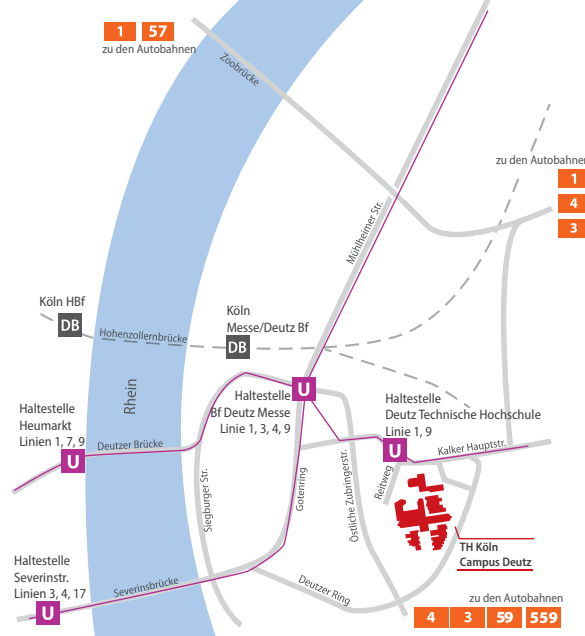 1 57
zu den Autobahnen
Zoobrücke
zu den Autobahnen
1
4
3
Mühlheimer Str.
Köln HBf
DB
Hohenzollernbrücke
Köln
Messe/Deutz Bf
DB
Rhein
Haltestelle
Bf Deutz Messe
Linie 1, 3, 4, 9
U
Haltestelle
Deutz Technische Hochschule
Linie 1, 9
U
Haltestelle
Heumarkt
Linien 1, 7, 9
U
Deutzer Brücke
Kalker Hauptstr.
Siegburger Str.
Gotenring
Östliche Zubringerstr.
Reitweg
TH Köln
Campus Deutz
Haltestelle
Severinstr.
Linien 3, 4, 17
U
Severinsbrücke
Deutzer Ring
zu den Autobahnen
4 3 59 559